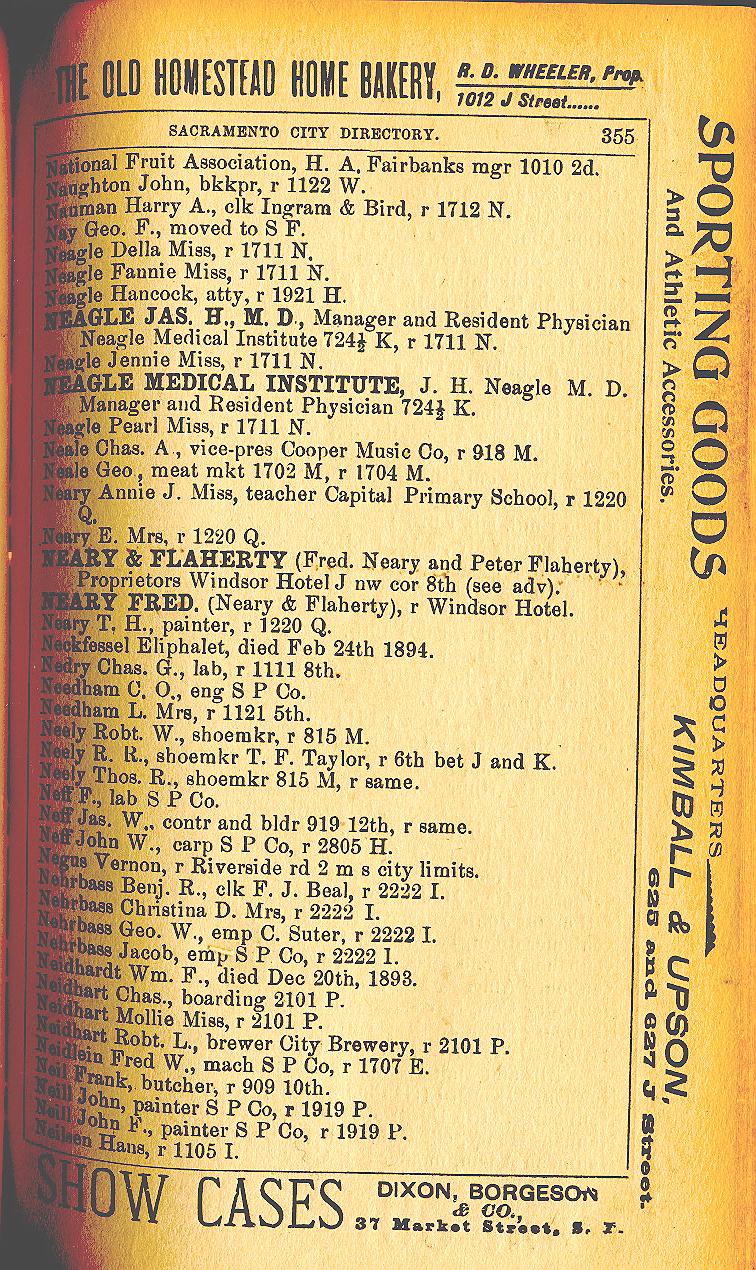 THE OLD HOMESTEAD HOME BAKERY, R. D. WHEELER, Prop.
1012 J Street......
SACRAMENTO CITY DIRECTORY. 355
National Fruit Association, H. A. Fairbanks mgr 1010 2d.
Naughton John, bkkpr, r 1122 W.
Nauman Harry A., clk Ingram & Bird, r 1712 N.
Nay Geo. F., moved to S F.
Neagle Della Miss, r 1711 N.
Neagle Fannie Miss, r 1711 N.
Neagle Hancock, atty, r 1921 H.
NEAGLE JAS. H., M. D., Manager and Resident Physician
Neagle Medical Institute 724½ K, r 1711 N.
Neagle Jennie Miss, r 1711 N.
NEAGLE MEDICAL INSTITUTE, J. H. Neagle M. D.
Manager and Resident Physician 724½ K.
Neagle Pearl Miss, r 1711 N.
Neale Chas. A., vice-pres Cooper Music Co, r 918 M.
Neale Geo., meat mkt 1702 M, r 1704 M.
Neary Annie J. Miss, teacher Capital Primary School, r 1220
Q.
Neary E. Mrs, r 1220 Q.
NEARY & FLAHERTY (Fred. Neary and Peter Flaherty),
Proprietors Windsor Hotel J nw cor 8th (see adv).
NEARY FRED. (Neary & Flaherty), r Windsor Hotel.
Neary T. H., painter, r 1220 Q.
Neckfessel Eliphalet, died Feb 24th 1894.
Nedry Chas. G., lab, r 1111 8th.
Needham C. O., eng S P Co.
Needham L. Mrs, r 1121 5th.
Neely Robt. W., shoemkr, r 815 M.
Neely R. R., shoemkr T. F. Taylor, r 6th bet J and K.
Neely Thos. R., shoemkr 815 M, r same.
Neff F., lab S P Co.
Neff Jas. W., contr and bldr 919 12th, r same.
Neff John W., carp S P Co, r 2805 H.
Negus Vernon, r Riverside rd 2 m s city limits.
Nehrbass Benj. R., clk F. J. Beal, r 2222 I.
Nehrbass Christina D. Mrs, r 2222 I.
Nehrbass Geo. W., emp C. Suter, r 2222 I.
Nehrbass Jacob, emp S P Co, r 2222 I.
Neidhardt Wm. F., died Dec 20th, 1893.
Neidhart Chas., boarding 2101 P.
Neidhart Mollie Miss, r 2101 P.
Neidhart Robt. L., brewer City Brewery, r 2101 P.
Neidlein Fred W., mach S P Co, r 1707 E.
Neil Frank, butcher, r 909 10th.
Neill John, painter S P Co, r 1919 P.
Neill John F., painter S P Co, r 1919 P.
Neilsen Hans, r 1105 I.
SHOW CASES DIXON, BORGESON
& CO.,
37 Market Street, S. F.
SPORTING GOODS HEADQUARTERS
And Athletic Accessories.
KIMBALL & UPSON,
625 and 627 J Street.